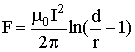 F = μ₀I²/2π ln(d/r − 1)